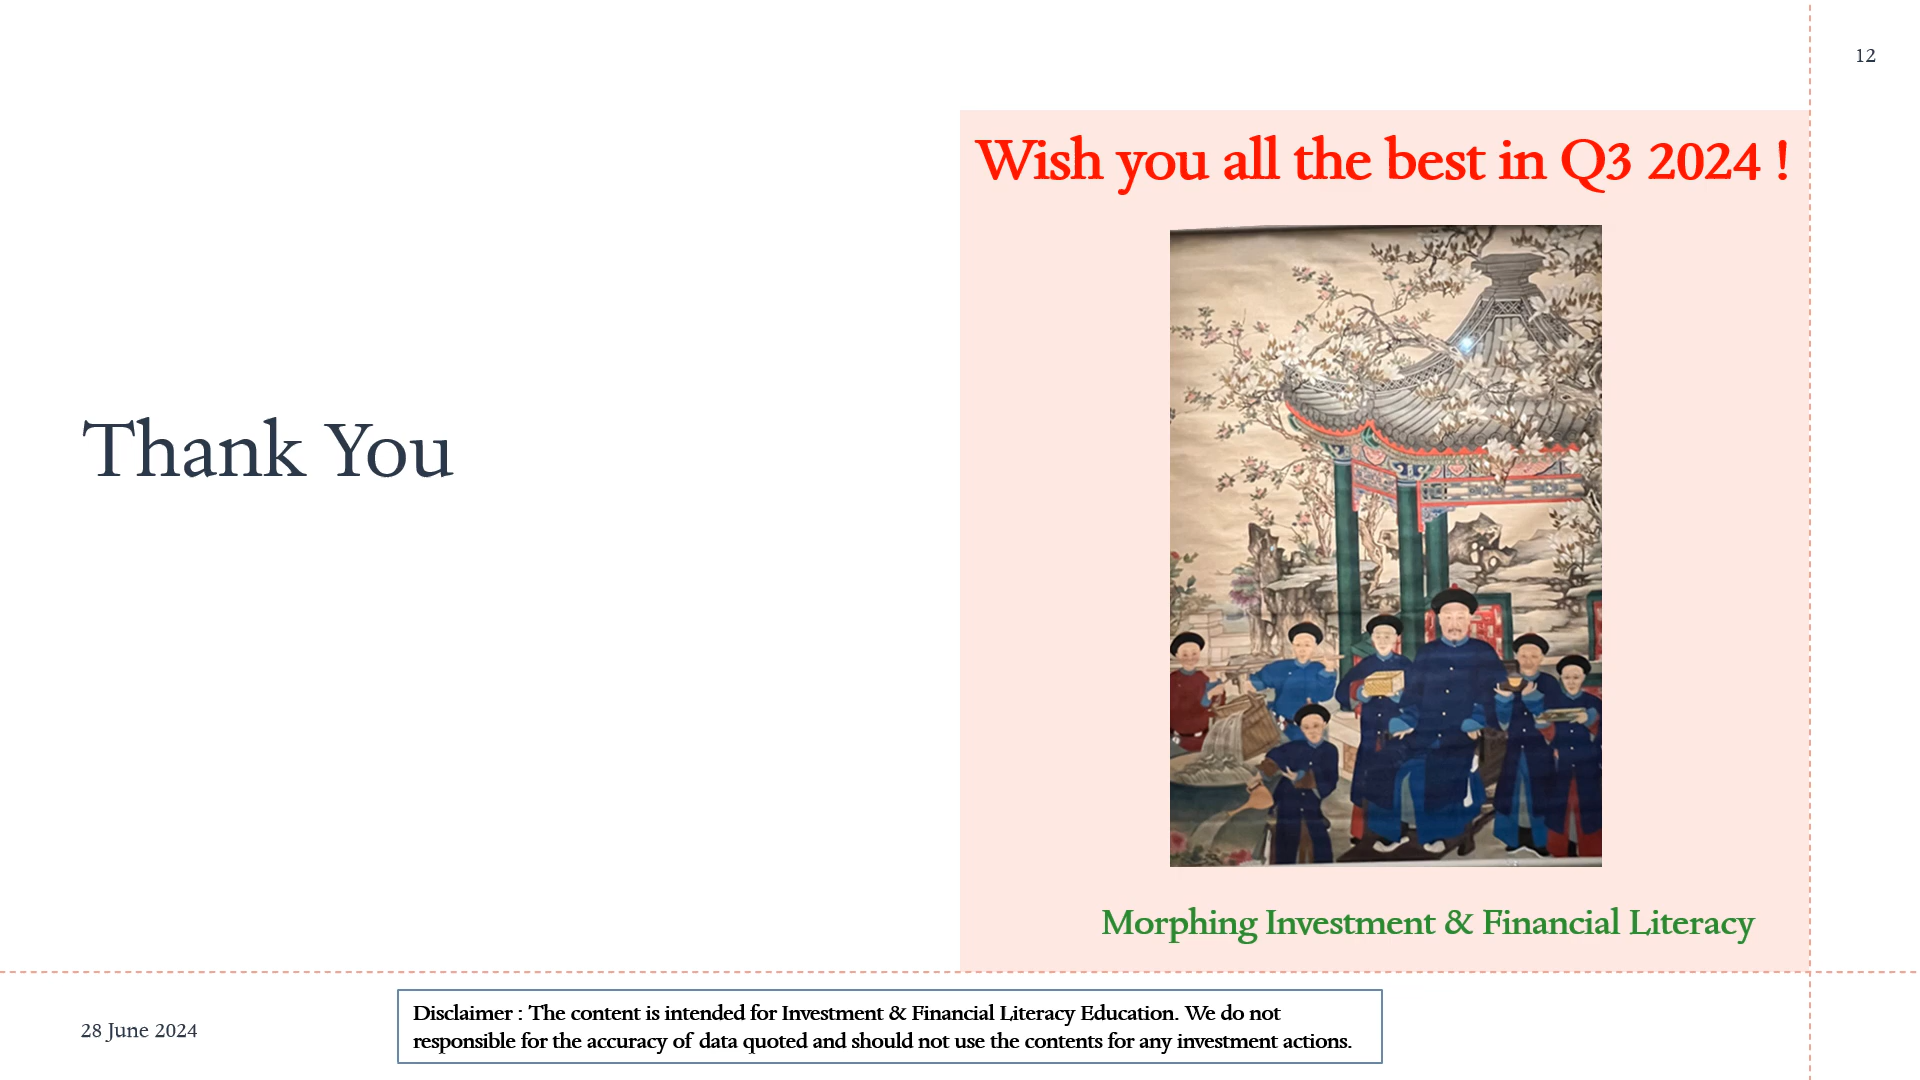 12
Wish you all the best in Q3 2024 !
Thank You
Morphing Investment & Financial Literacy
28 June 2024
Disclaimer : The content is intended for Investment & Financial Literacy Education. We do not
responsible for the accuracy of data quoted and should not use the contents for any investment actions.